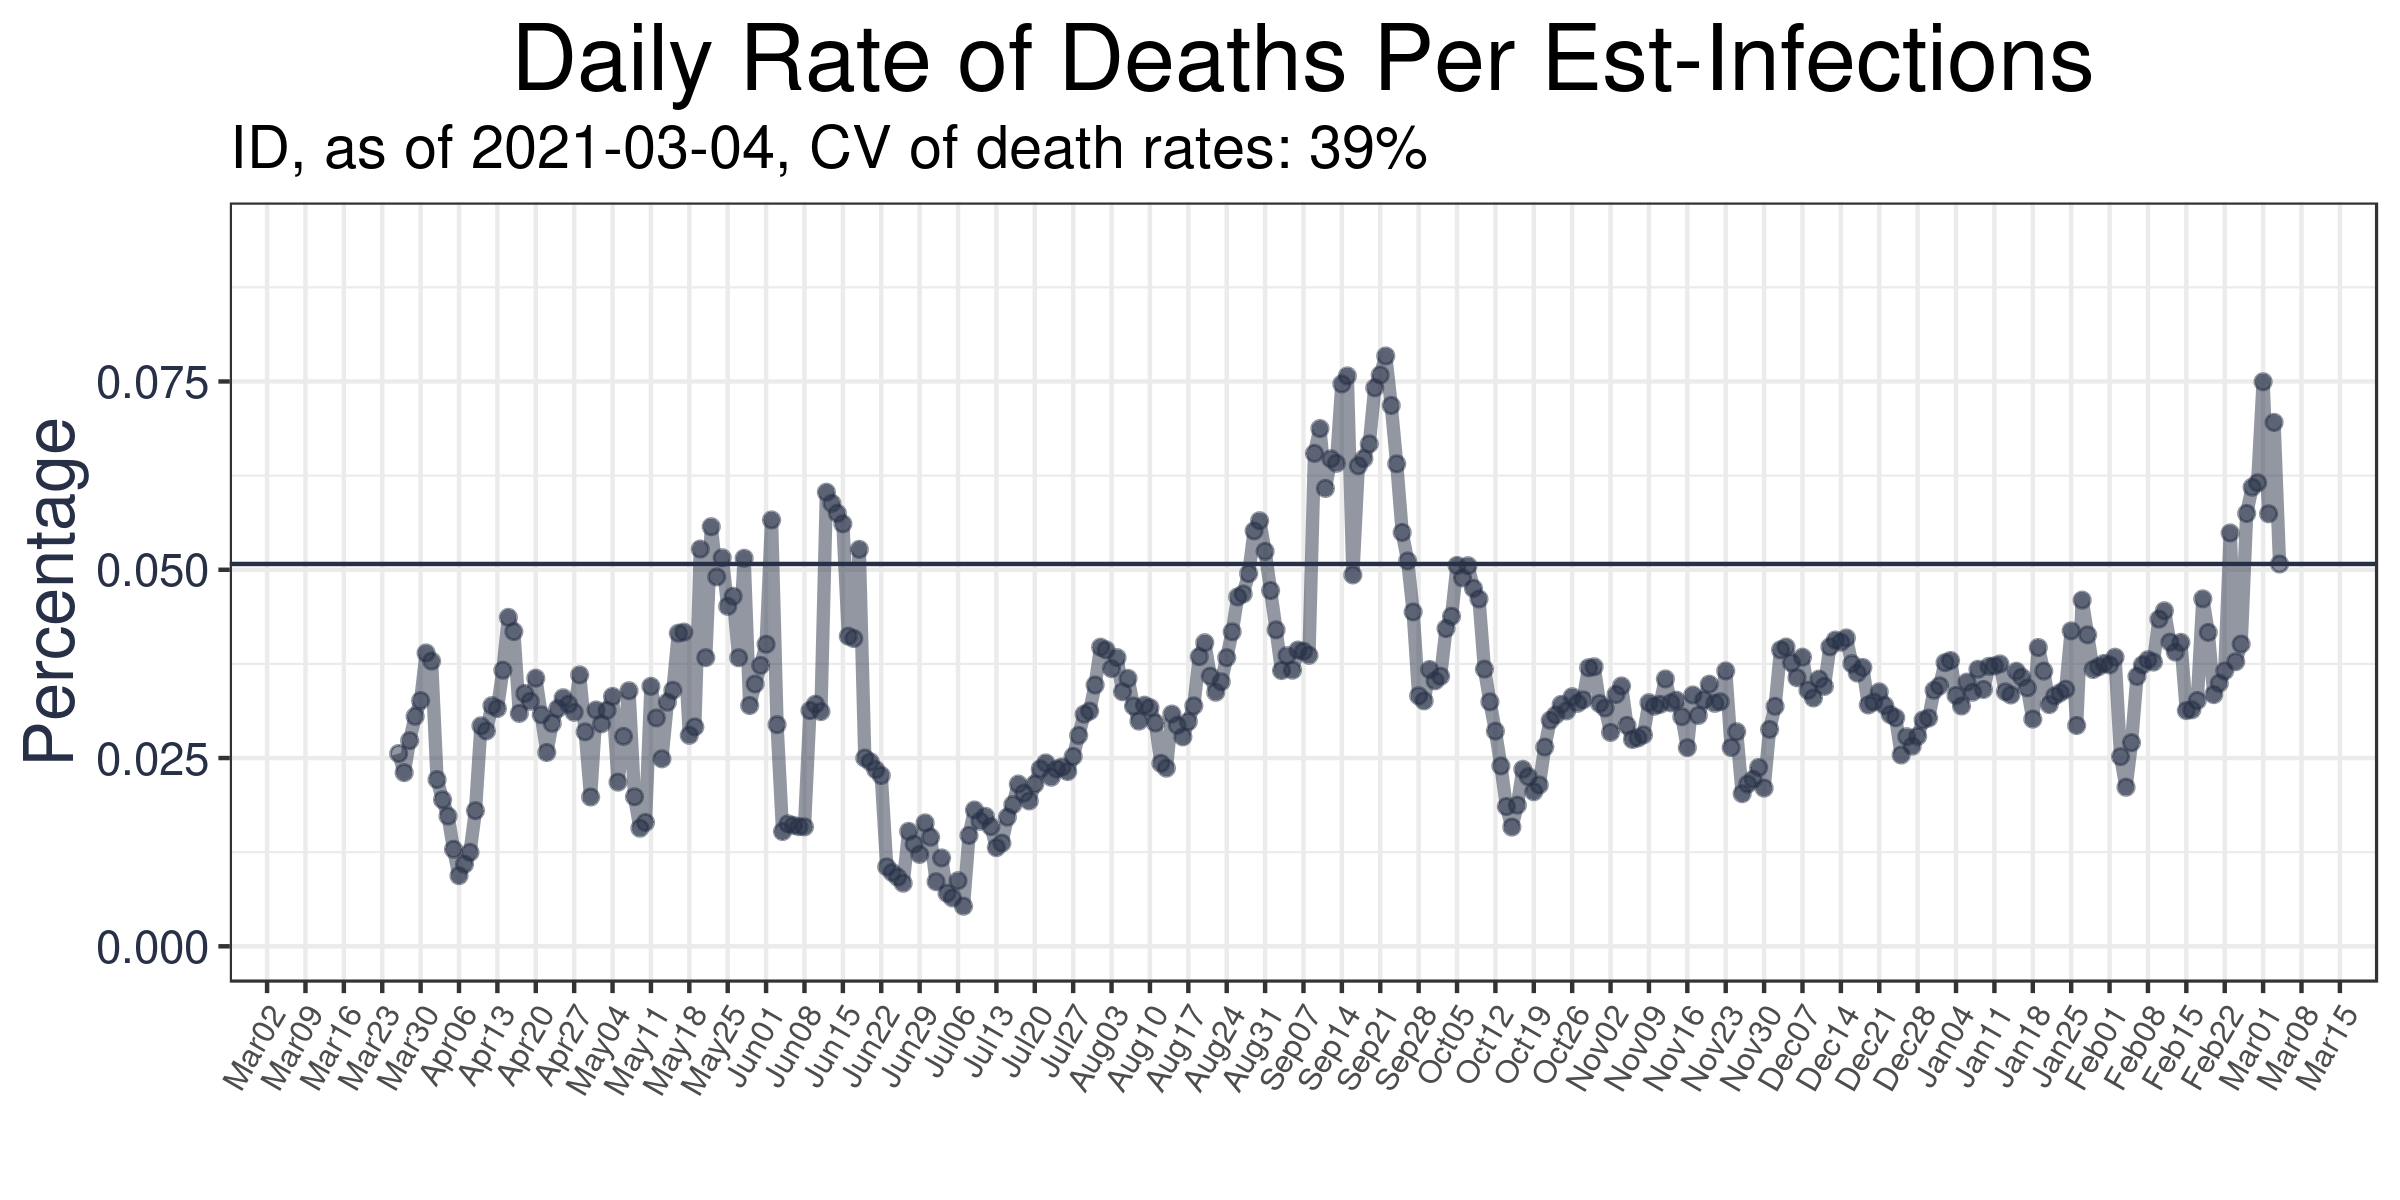 Daily Rate of Deaths Per Est-Infections
ID, as of 2021-03-04, CV of death rates: 39%
Percentage
0.075
0.050
0.025
0.000
Mar02
Mar09
Mar16
Mar23
Mar30
Apr06
Apr13
Apr20
Apr27
May04
May11
May18
May25
Jun01
Jun08
Jun15
Jun22
Jun29
Jul06
Jul13
Jul20
Jul27
Aug03
Aug10
Aug17
Aug24
Aug31
Sep07
Sep14
Sep21
Sep28
Oct05
Oct12
Oct19
Oct26
Nov02
Nov09
Nov16
Nov23
Nov30
Dec07
Dec14
Dec21
Dec28
Jan04
Jan11
Jan18
Jan25
Feb01
Feb08
Feb15
Feb22
Mar01
Mar08
Mar15